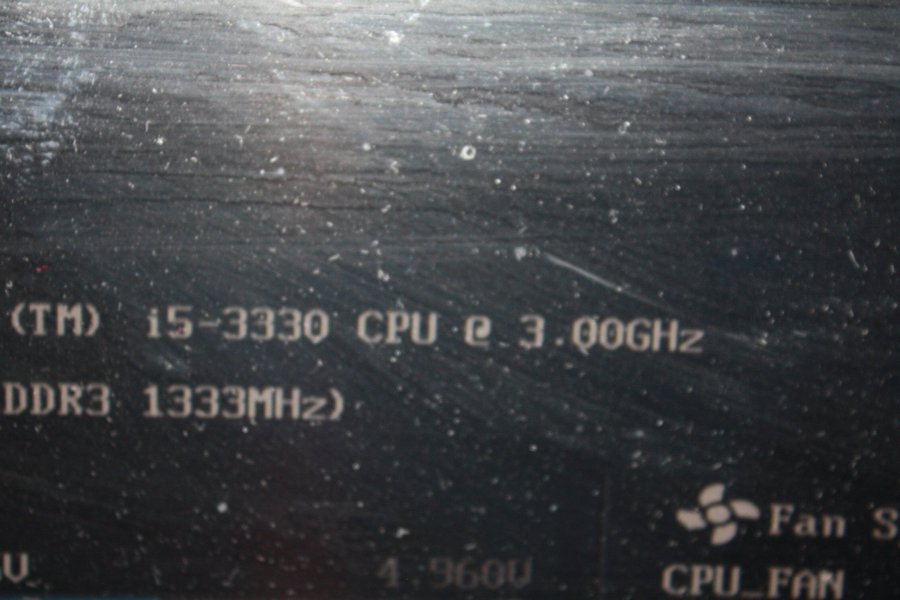 (TM) i5-3330 CPU @ 3.00GHz
DDR3 1333MHz)
Fan S
V 4.960V
CPU_FAN